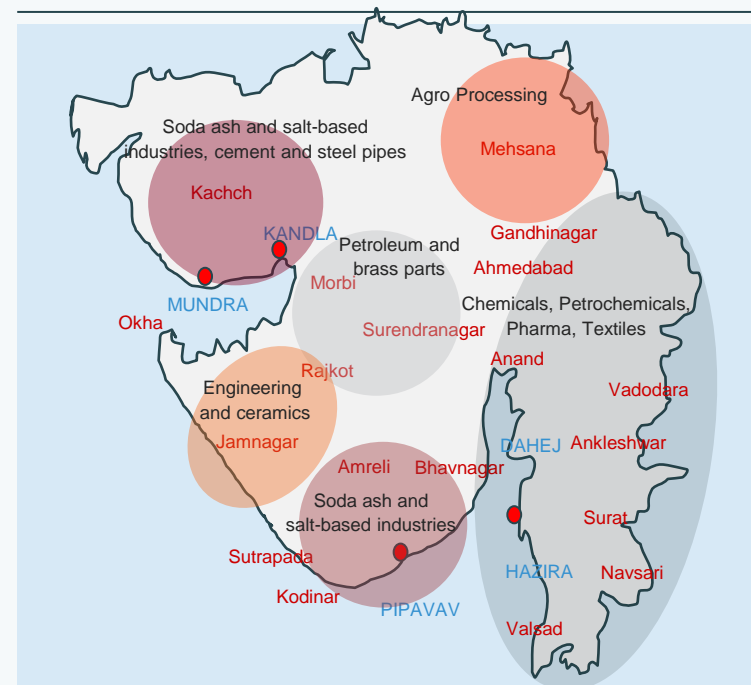 Agro Processing
Soda ash and salt-based
industries, cement and steel pipes
Mehsana
Kachch
KANDLA
Gandhinagar
Petroleum and
brass parts
Ahmedabad
Morbi
MUNDRA
Chemicals, Petrochemicals,
Pharma, Textiles
Okha
Surendranagar
Anand
Rajkot
Engineering
and ceramics
Vadodara
Jamnagar
DAHEJ
Ankleshwar
Amreli
Bhavnagar
Soda ash and
salt-based industries
Surat
Sutrapada
HAZIRA
Navsari
Kodinar
PIPAVAV
Valsad